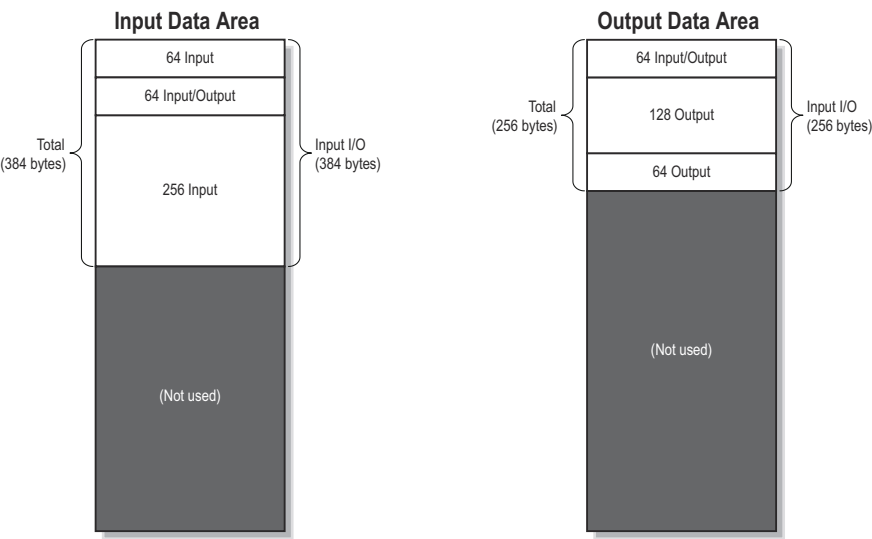 Input Data Area
64 Input
64 Input/Output
Total
(384 bytes)
Input I/O
(384 bytes)
256 Input
(Not used)
Output Data Area
64 Input/Output
Total
(256 bytes)
128 Output
Input I/O
(256 bytes)
64 Output
(Not used)